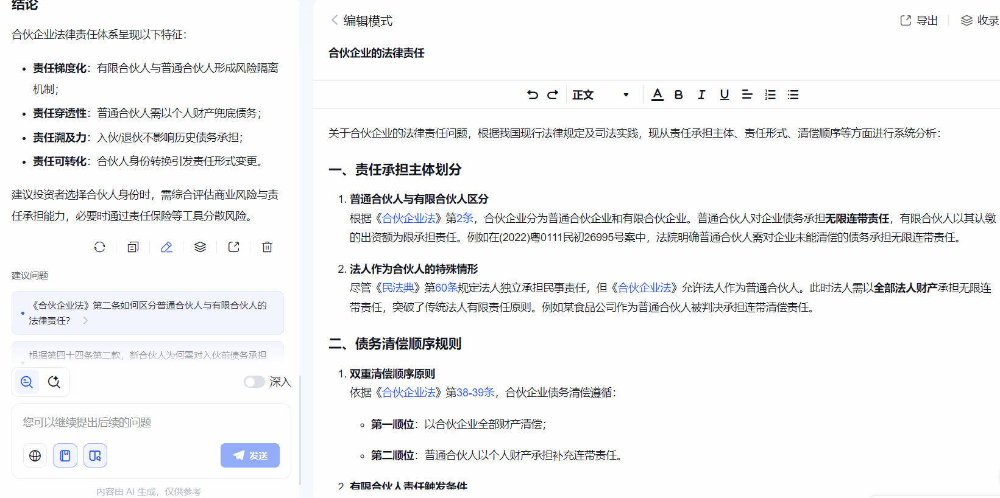 结论
合伙企业法律责任体系呈现以下特征：
• 责任梯度化：有限合伙人与普通合伙人形成风险隔离
机制；
• 责任穿透性：普通合伙人需以个人财产兜底债务；
• 责任溯及力：入伙/退伙不影响历史债务承担；
• 责任可转化：合伙人身份转换引发责任形式变更。
建议投资者选择合伙人身份时，需综合评估商业风险与责
任承担能力，必要时通过责任保险等工具分散风险。
建议问题
《合伙企业法》第二条如何区分普通合伙人与有限合伙人的
法律责任？
根据第四十四条第二款，新合伙人为何需对入伙前债务承担
深入
您可以继续提出后续的问题
发送
内容由 AI 生成，仅供参考
编辑模式
导出
收录
合伙企业的法律责任
正文
关于合伙企业的法律责任问题，根据我国现行法律规定及司法实践，现从责任承担主体、责任形式、清偿顺序等方面进行系统分析：
一、责任承担主体划分
1. 普通合伙人与有限合伙人区分
根据《合伙企业法》第2条，合伙企业分为普通合伙企业和有限合伙企业。普通合伙人对企业债务承担无限连带责任，有限合伙人以其认缴
的出资额为限承担责任。例如在(2022)粤0111民初26995号案中，法院明确普通合伙人需对企业未能清偿的债务承担无限连带责任。
2. 法人作为合伙人的特殊情形
尽管《民法典》第60条规定法人独立承担民事责任，但《合伙企业法》允许法人作为普通合伙人。此时法人需以全部法人财产承担无限连
带责任，突破了传统法人有限责任原则。例如某食品公司作为普通合伙人被判决承担连带清偿责任。
二、债务清偿顺序规则
1. 双重清偿顺序原则
依据《合伙企业法》第38-39条，合伙企业债务清偿遵循：
第一顺位：以合伙企业全部财产清偿；
第二顺位：普通合伙人以个人财产承担补充连带责任。
2. 有限合伙人责任触发条件